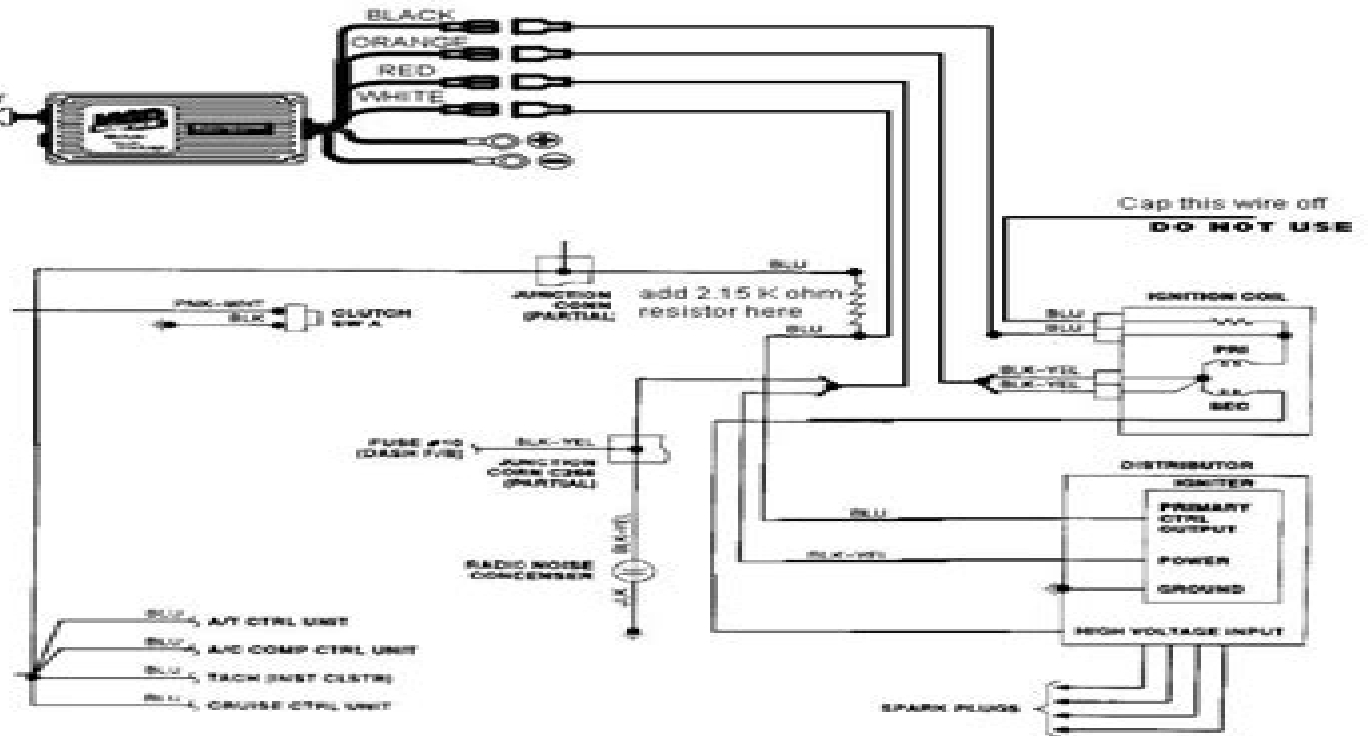 BLACK
ORANGE
RED
WHITE
Cap this wire off
DO NOT USE
BLU
JUNCTION
CONN
(PARTIAL)
add 2.15 K ohm
resistor here
BLU
PNK-WHT
BLK
CLUTCH
SW A
IGNITION COIL
BLU
BLU
PRI
BLK-YEL
BLK-YEL
SEC
FUSE #10
(DASH F/B)
BLK-YEL
JUNCTION
(PARTIAL)
DISTRIBUTOR
IGNITER
PRIMARY
CTRL
OUTPUT
BLU
BLK-YEL
POWER
GROUND
RADIO NOISE
CONCENSER
HIGH VOLTAGE INPUT
BLU
A/T CTRL UNIT
BLU
A/C COMP CTRL UNIT
BLU
TACH (INST CLSTR)
BLU
CRUISE CTRL UNIT
SPARK PLUGS